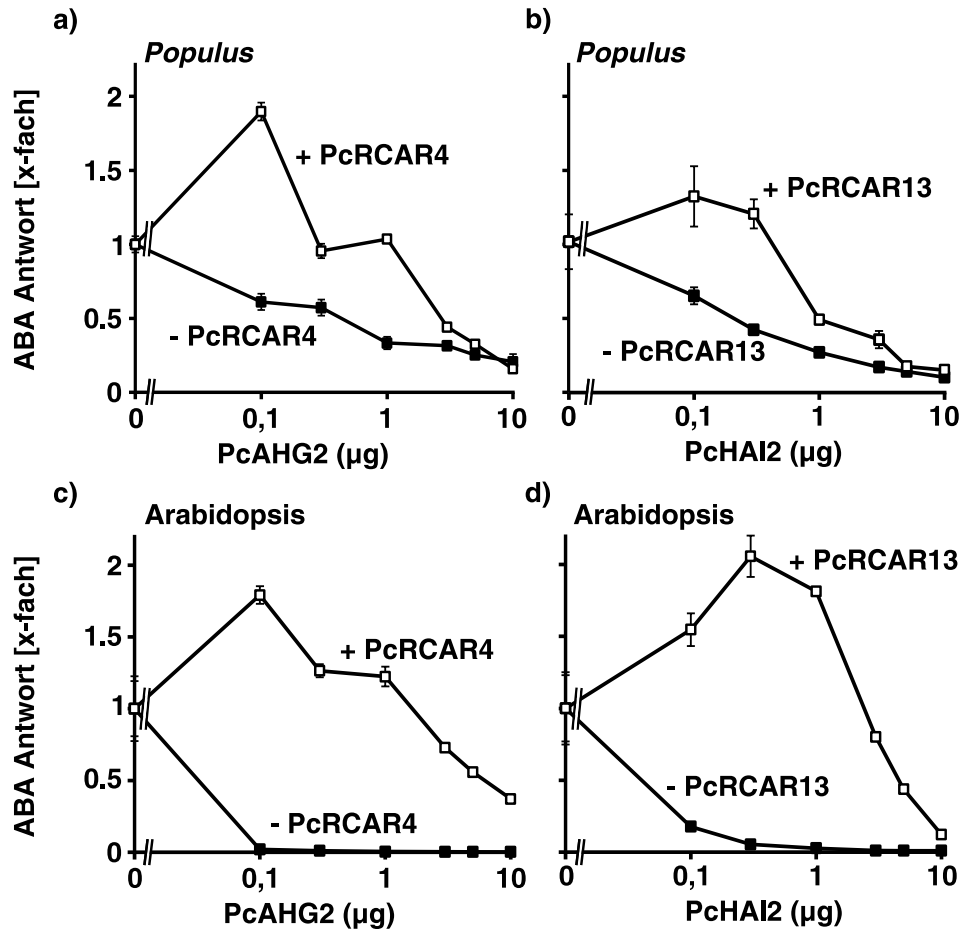 a)
Populus
ABA Antwort [x-fach]
2
1.5
1
0.5
0
+ PcRCAR4
- PcRCAR4
0
0,1
1
10
PcAHG2 (µg)
b)
Populus
+ PcRCAR13
- PcRCAR13
0
0,1
1
10
PcHAI2 (µg)
c)
Arabidopsis
ABA Antwort [x-fach]
2
1.5
1
0.5
0
+ PcRCAR4
- PcRCAR4
0
0,1
1
10
PcAHG2 (µg)
d)
Arabidopsis
+ PcRCAR13
- PcRCAR13
0
0,1
1
10
PcHAI2 (µg)